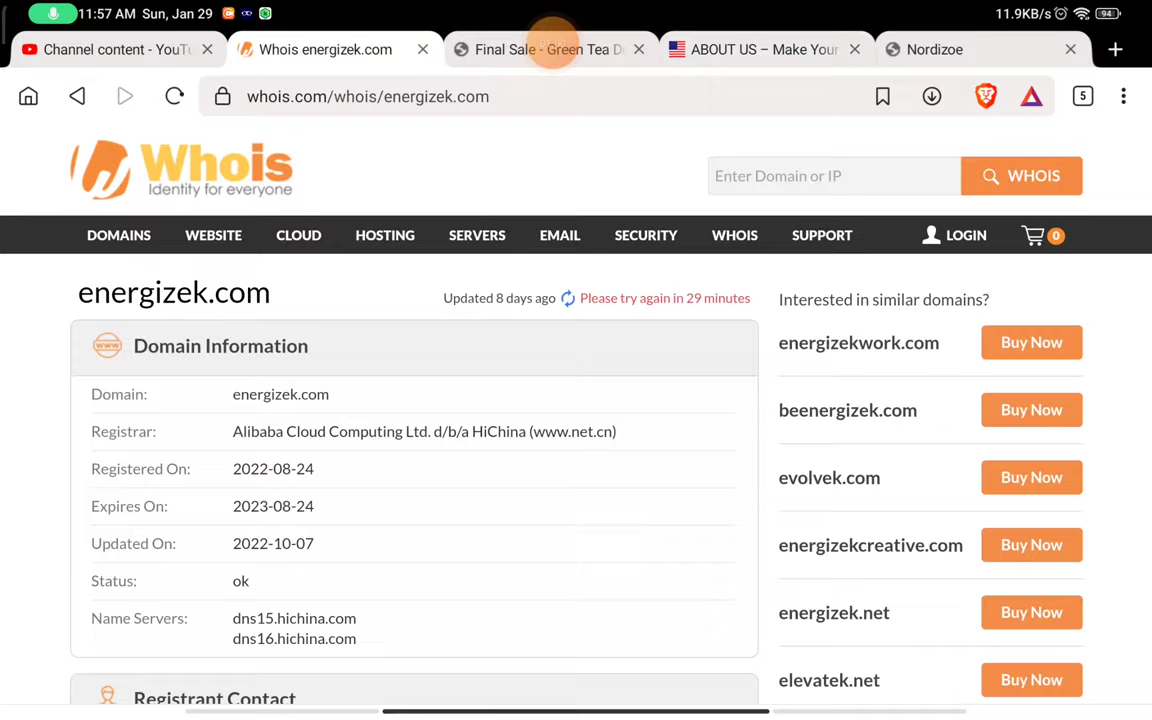 11:57 AM Sun, Jan 29
11.9KB/s 94
Channel content - YouTu
Whois energizek.com
Final Sale - Green Tea D
ABOUT US – Make Your
Nordizoe
whois.com/whois/energizek.com
5
Whois
Identity for everyone
Enter Domain or IP
WHOIS
DOMAINS WEBSITE CLOUD HOSTING SERVERS EMAIL SECURITY WHOIS SUPPORT LOGIN 0
energizek.com
Updated 8 days ago Please try again in 29 minutes
www Domain Information
Domain: energizek.com
Registrar: Alibaba Cloud Computing Ltd. d/b/a HiChina (www.net.cn)
Registered On: 2022-08-24
Expires On: 2023-08-24
Updated On: 2022-10-07
Status: ok
Name Servers: dns15.hichina.com
dns16.hichina.com
Registrant Contact
Interested in similar domains?
energizekwork.com Buy Now
beenergizek.com Buy Now
evolvek.com Buy Now
energizekcreative.com Buy Now
energizek.net Buy Now
elevatek.net Buy Now